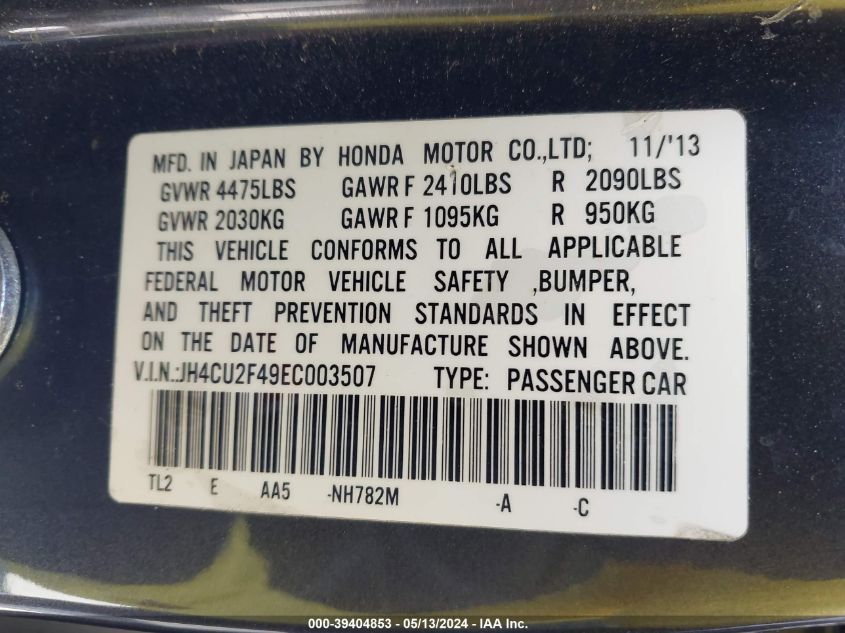 MFD. IN JAPAN BY HONDA MOTOR CO.,LTD; 11/'13
GVWR 4475LBS GAWR F 2410LBS R 2090LBS
GVWR 2030KG GAWR F 1095KG R 950KG
THIS VEHICLE CONFORMS TO ALL APPLICABLE
FEDERAL MOTOR VEHICLE SAFETY ,BUMPER,
AND THEFT PREVENTION STANDARDS IN EFFECT
ON THE DATE OF MANUFACTURE SHOWN ABOVE.
V.I.N.:JH4CU2F49EC003507 TYPE: PASSENGER CAR
TL2 E AA5 -NH782M -A -C
000-39404853 - 05/13/2024 - IAA Inc.